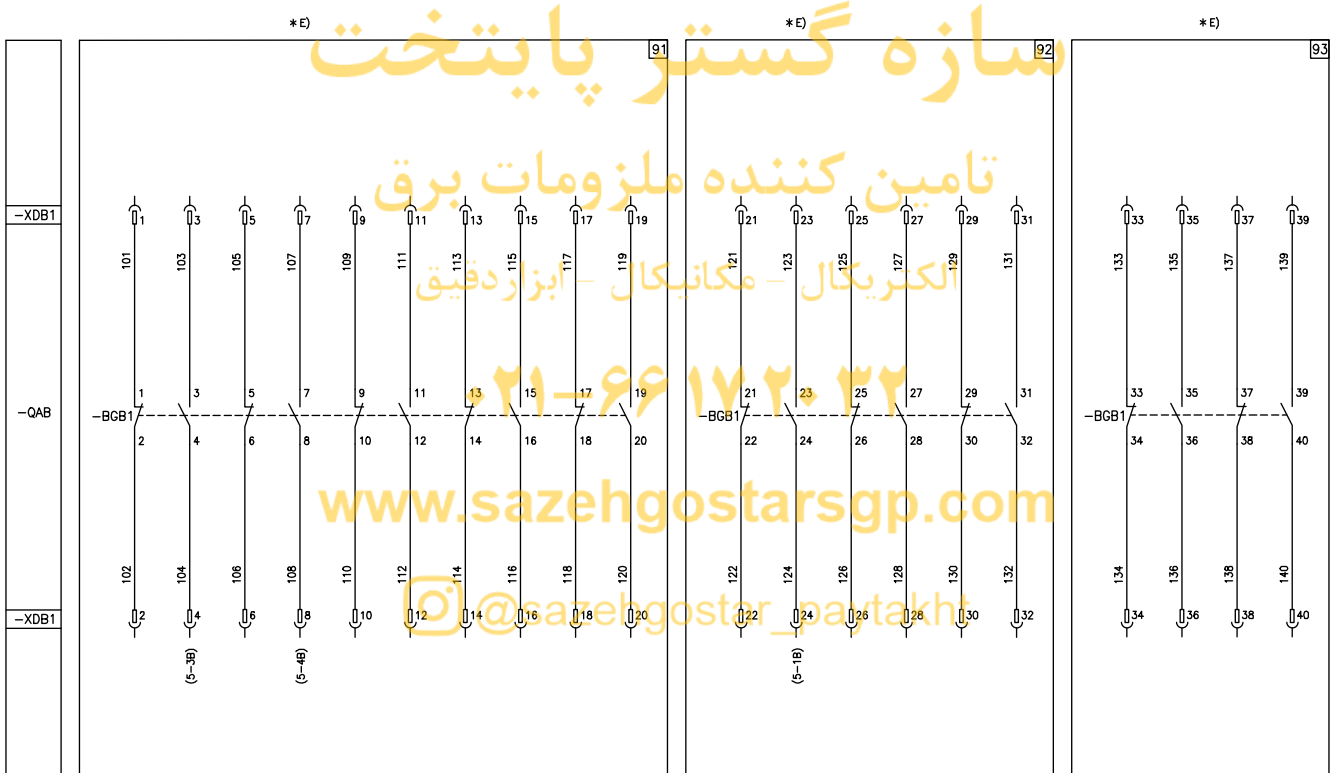 *E) *E) *E)
سازه گستر پایتخت
91 92 93
تامین کننده ملزومات برق
-XDB1 1 3 5 7 9 11 13 15 17 19 21 23 25 27 29 31 33 35 37 39
101 103 105 107 109 111 113 115 117 119 121 123 125 127 129 131 133 135 137 139
الکتریکال - مکانیکال - ابزاردقیق
1 3 5 7 9 11 13 15 17 19 21 23 25 27 29 31 33 35 37 39
۰۲۱-۶۶ ۱۷ ۲۰ ۳۲
-QAB -BGB1 -BGB1 -BGB1
2 4 6 8 10 12 14 16 18 20 22 24 26 28 30 32 34 36 38 40
www.sazehgostarsgp.com
102 104 106 108 110 112 114 116 118 120 122 124 126 128 130 132 134 136 138 140
-XDB1 2 4 6 8 10 12 14 16 18 20 22 24 26 28 30 32 34 36 38 40
@sazehgostar_paytakht
(5-3B) (5-4B) (5-1B)